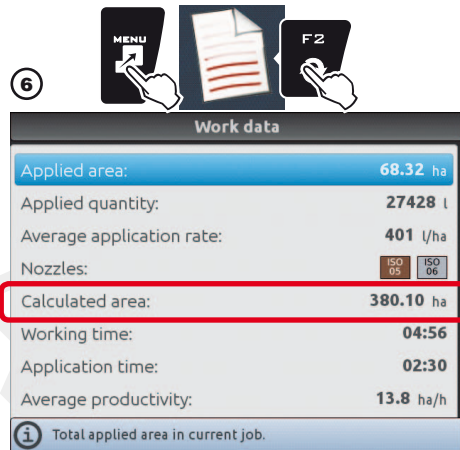 MENU
F2
6
Work data
Applied area: 68.32 ha
Applied quantity: 27428 l
Average application rate: 401 l/ha
Nozzles: ISO 05 ISO 06
Calculated area: 380.10 ha
Working time: 04:56
Application time: 02:30
Average productivity: 13.8 ha/h
i Total applied area in current job.